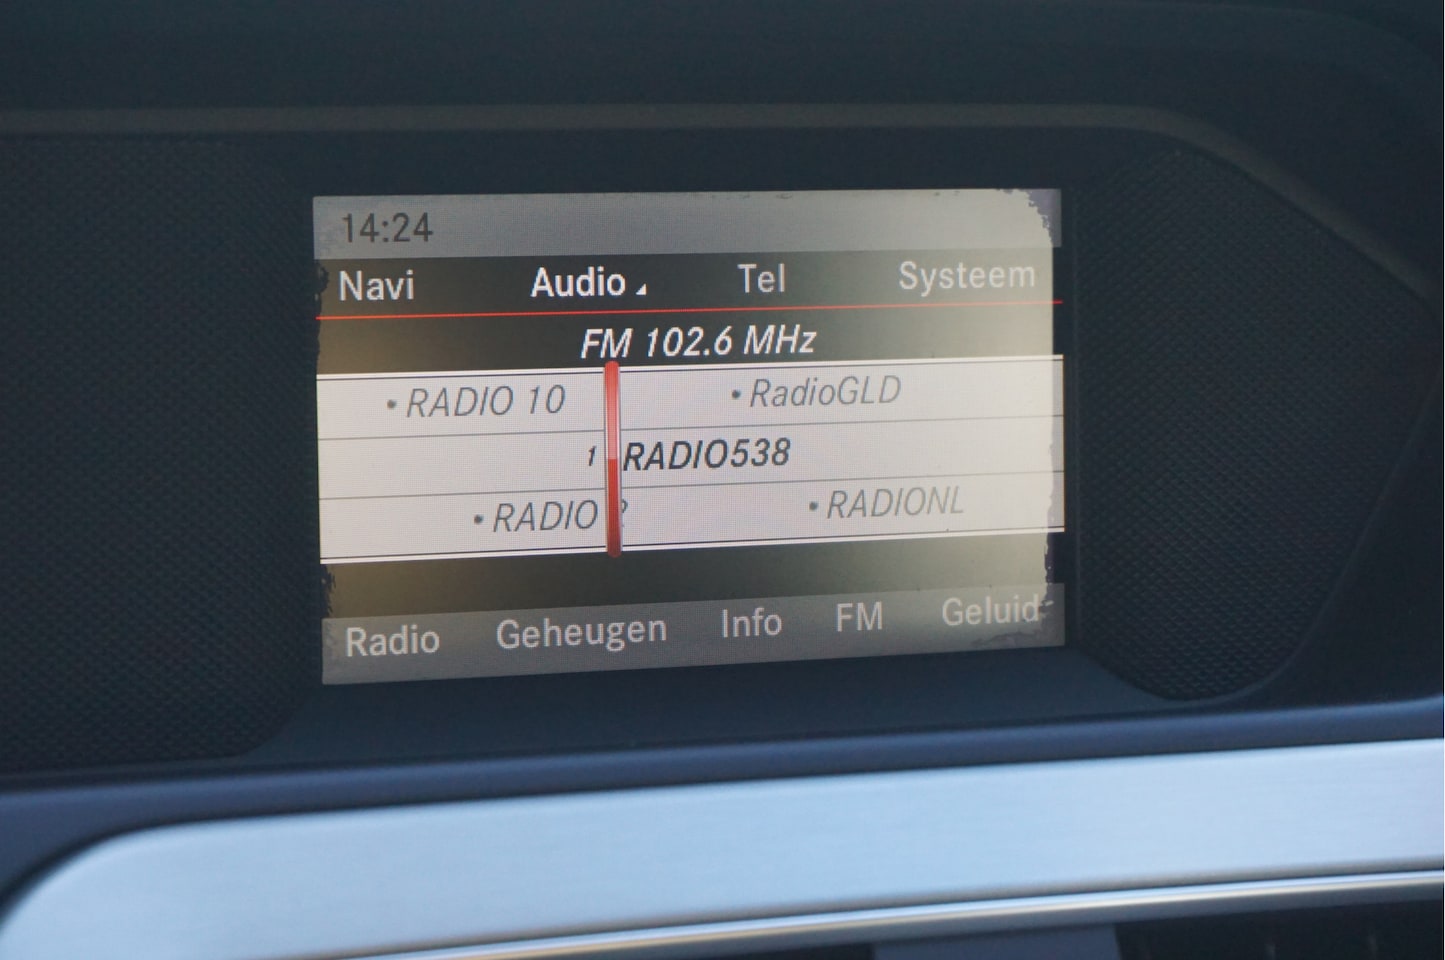 14:24
Navi Audio Tel Systeem
FM 102.6 MHz
• RADIO 10 • RadioGLD
1 RADIO538
• RADIO • RADIONL
Radio Geheugen Info FM Geluid